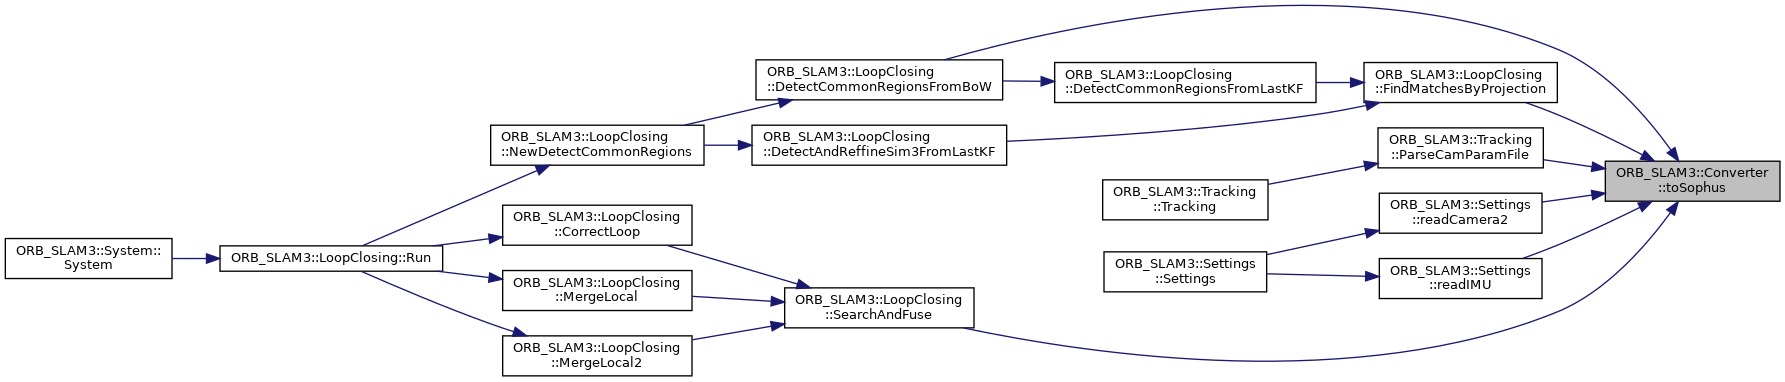 ORB_SLAM3::LoopClosing
::DetectCommonRegionsFromBoW
ORB_SLAM3::LoopClosing
::DetectCommonRegionsFromLastKF
ORB_SLAM3::LoopClosing
::FindMatchesByProjection
ORB_SLAM3::LoopClosing
::NewDetectCommonRegions
ORB_SLAM3::LoopClosing
::DetectAndReffineSim3FromLastKF
ORB_SLAM3::Tracking
::ParseCamParamFile
ORB_SLAM3::Converter
::toSophus
ORB_SLAM3::Tracking
::Tracking
ORB_SLAM3::Settings
::readCamera2
ORB_SLAM3::LoopClosing
::CorrectLoop
ORB_SLAM3::System::
System
ORB_SLAM3::LoopClosing::Run
ORB_SLAM3::Settings
::Settings
ORB_SLAM3::Settings
::readIMU
ORB_SLAM3::LoopClosing
::MergeLocal
ORB_SLAM3::LoopClosing
::SearchAndFuse
ORB_SLAM3::LoopClosing
::MergeLocal2